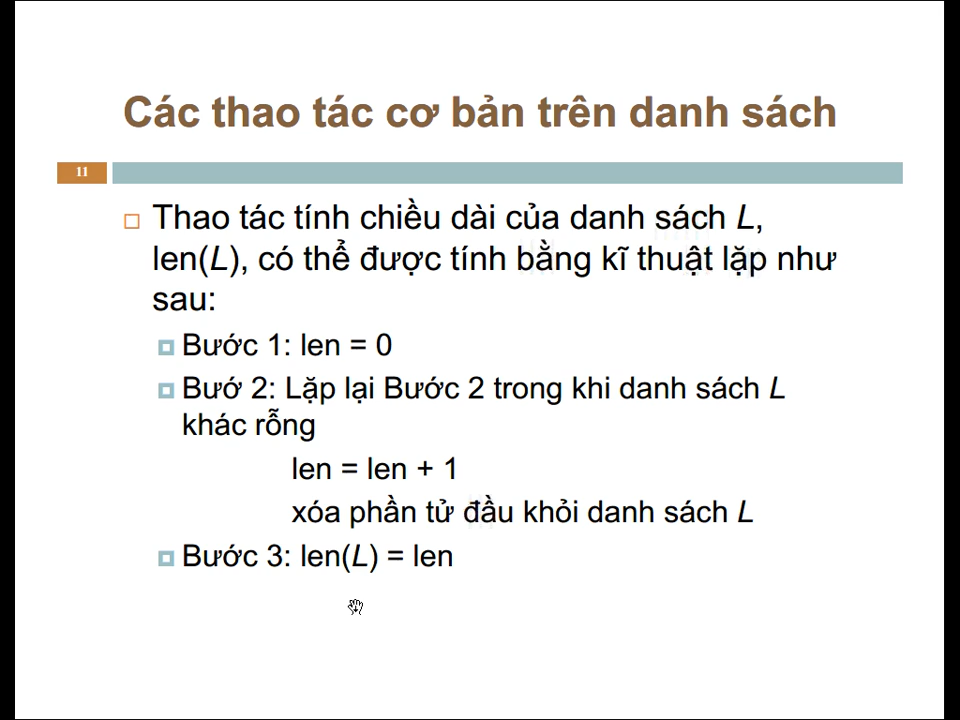 Các thao tác cơ bản trên danh sách
11
Thao tác tính chiều dài của danh sách L,
len(L), có thể được tính bằng kĩ thuật lặp như
sau:
Bước 1: len = 0
Bướ 2: Lặp lại Bước 2 trong khi danh sách L
khác rỗng
len = len + 1
xóa phần tử đầu khỏi danh sách L
Bước 3: len(L) = len